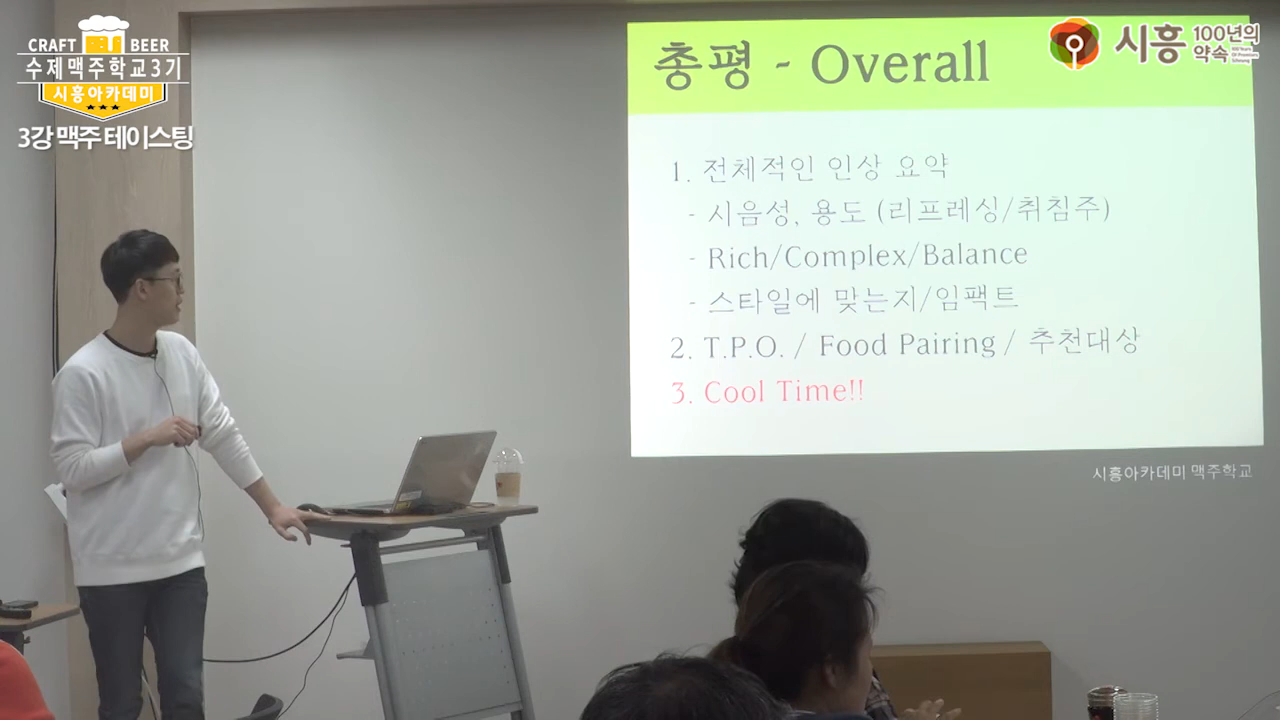 CRAFT BEER
수제맥주학교3기
시흥아카데미
3강 맥주 테이스팅
시흥 100년의 약속
총평 - Overall
1. 전체적인 인상 요약
- 시음성, 용도 (리프레싱/취침주)
- Rich/Complex/Balance
- 스타일에 맞는지/임팩트
2. T.P.O. / Food Pairing / 추천대상
3. Cool Time!!
시흥아카데미 맥주학교